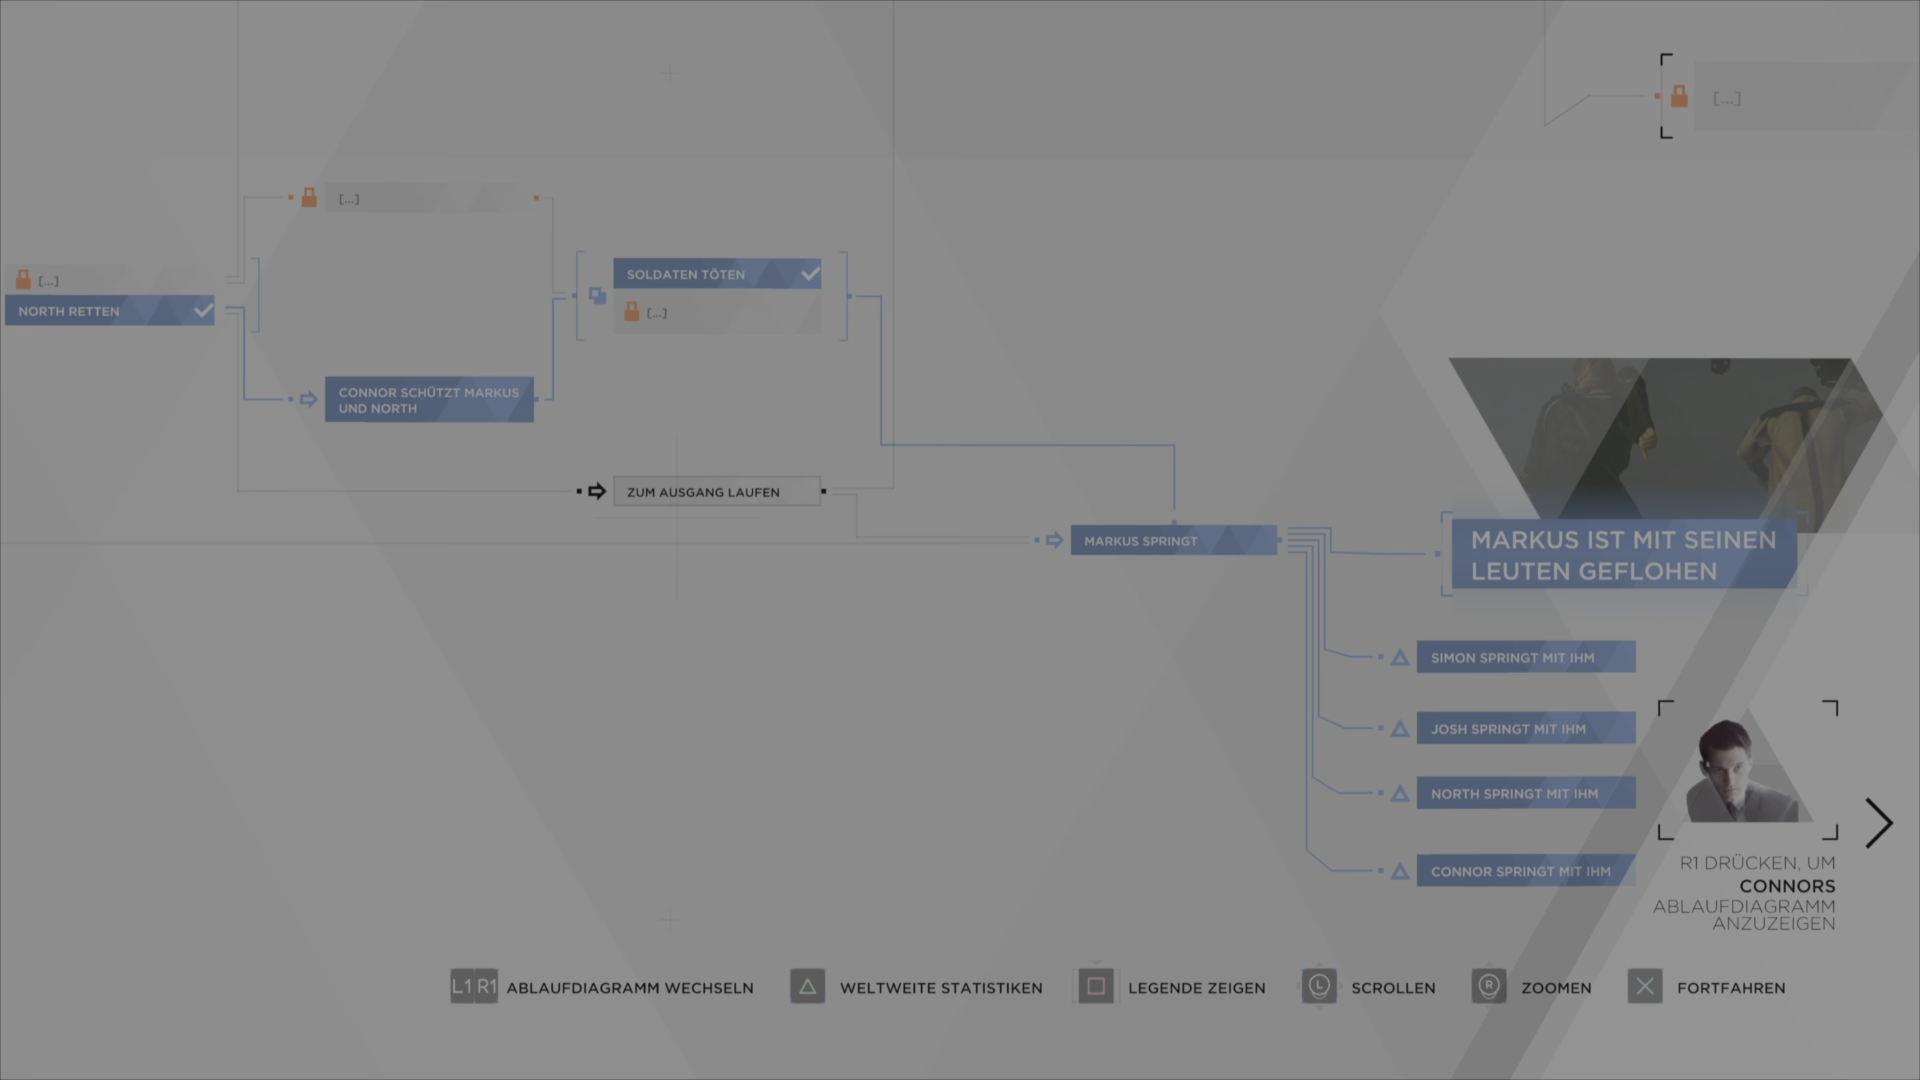 [...]
[...]
[...]
NORTH RETTEN
SOLDATEN TÖTEN
[...]
CONNOR SCHÜTZT MARKUS
UND NORTH
ZUM AUSGANG LAUFEN
MARKUS SPRINGT
MARKUS IST MIT SEINEN
LEUTEN GEFLOHEN
SIMON SPRINGT MIT IHM
JOSH SPRINGT MIT IHM
NORTH SPRINGT MIT IHM
CONNOR SPRINGT MIT IHM
R1 DRÜCKEN, UM
CONNORS
ABLAUFDIAGRAMM
ANZUZEIGEN
L1 R1 ABLAUFDIAGRAMM WECHSELN
WELTWEITE STATISTIKEN
LEGENDE ZEIGEN
L SCROLLEN
R ZOOMEN
FORTFAHREN